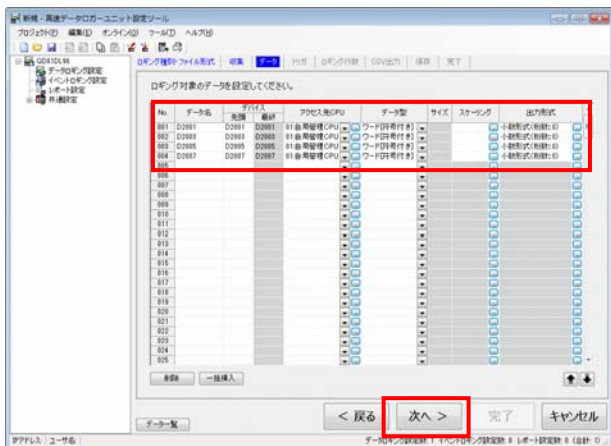 新規 - 高速データロガーユニット設定ツール
プロジェクト(P) 編集(E) オンライン(O) ツール(T) ヘルプ(H)
QD81DL96
データロギング設定
イベントロギング設定
レポート設定
共通設定
ロギング種別・ファイル形式 収集 データ トリガ ロギング行数 CSV出力 保存 完了
ロギング対象のデータを設定してください。
No. データ名 デバイス アクセス先CPU データ型 サイズ スケーリング 出力形式
先頭 最終
001 D2001 D2001 D2001 01:自局管理CPU ワード[符号付き] 小数形式(桁数:0)
002 D2003 D2003 D2003 01:自局管理CPU ワード[符号付き] 小数形式(桁数:0)
003 D2005 D2005 D2005 01:自局管理CPU ワード[符号付き] 小数形式(桁数:0)
004 D2007 D2007 D2007 01:自局管理CPU ワード[符号付き] 小数形式(桁数:0)
005
006
007
008
009
010
011
012
013
014
015
016
017
018
019
020
021
022
023
024
025
削除 一括挿入
データ一覧 < 戻る 次へ > 完了 キャンセル
IPアドレス ユーザ名 データロギング設定数 1 イベントロギング設定数 0 レポート設定数 0 (合計 1)